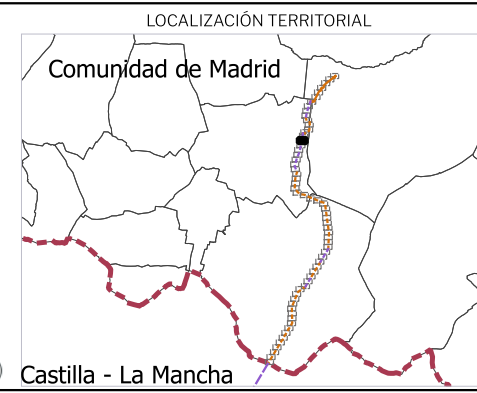 LOCALIZACIÓN TERRITORIAL
Comunidad de Madrid
Castilla - La Mancha